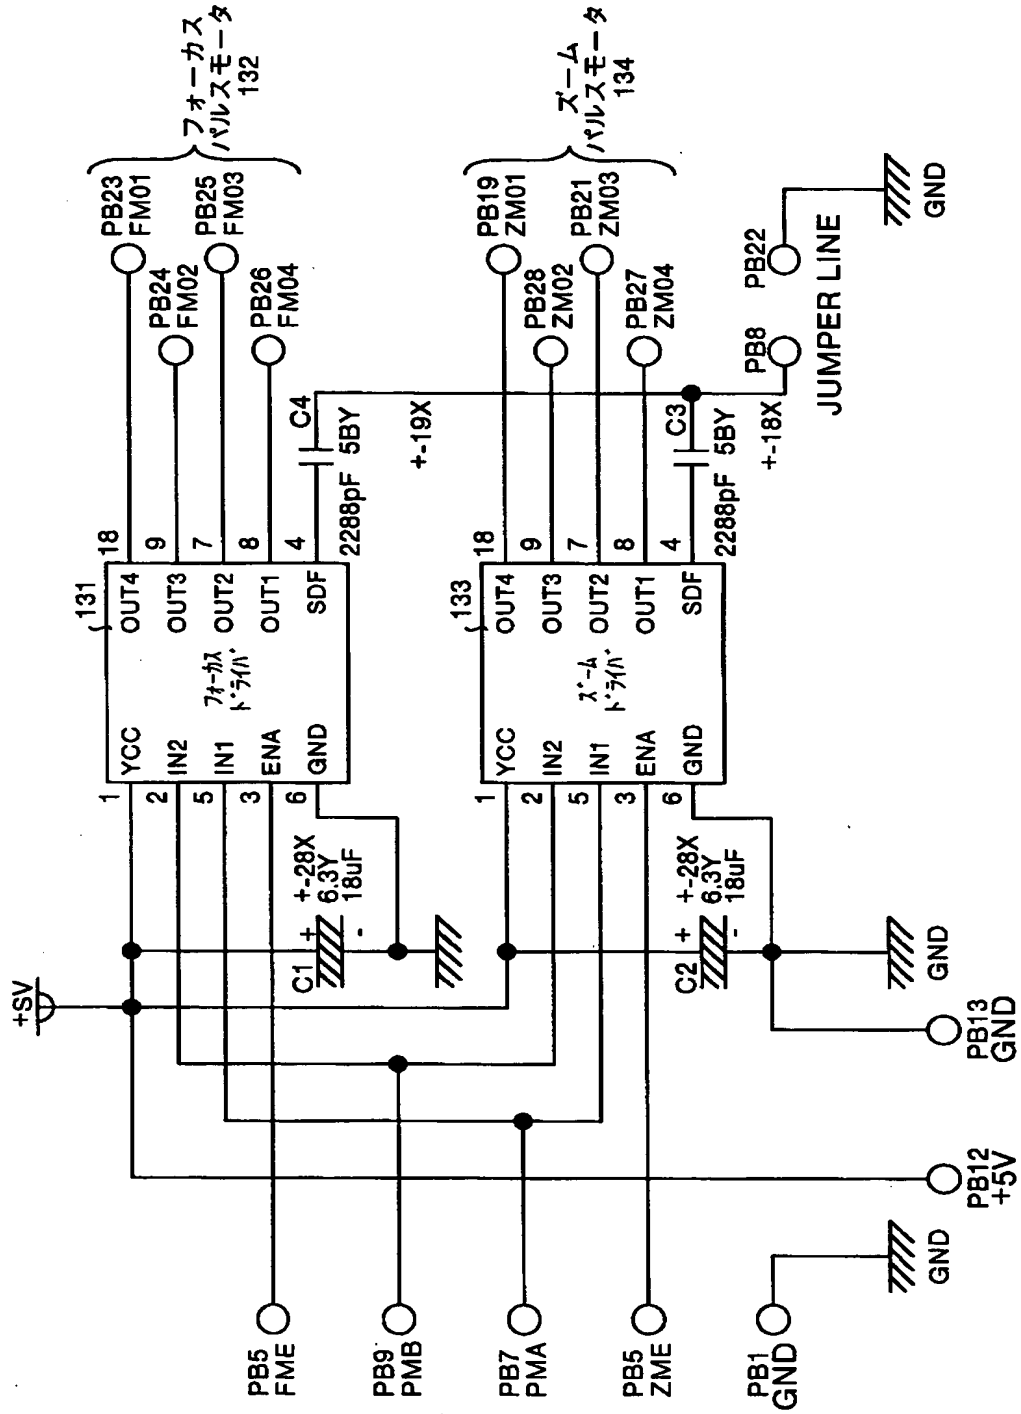 +SV
PB5
FME
PB9
PMB
PB7
PMA
PB5
ZME
PB1
GND
GND
PB12
+5V
PB13
GND
GND
C1
+
-
+-28X
6.3Y
18uF
C2
+
-
+-28X
6.3Y
18uF
131
1
2
5
3
6
YCC
IN2
IN1
ENA
GND
フォーカス
ドライバ
OUT4
OUT3
OUT2
OUT1
SDF
18
9
7
8
4
133
1
2
5
3
6
YCC
IN2
IN1
ENA
GND
ズーム
ドライバ
OUT4
OUT3
OUT2
OUT1
SDF
18
9
7
8
4
2288pF 5BY
C4
+-19X
2288pF 5BY
C3
+-18X
PB23
FM01
PB24
FM02
PB25
FM03
PB26
FM04
フォーカス
パルスモータ
132
PB19
ZM01
PB28
ZM02
PB21
ZM03
PB27
ZM04
ズーム
パルスモータ
134
PB8
PB22
JUMPER LINE
GND